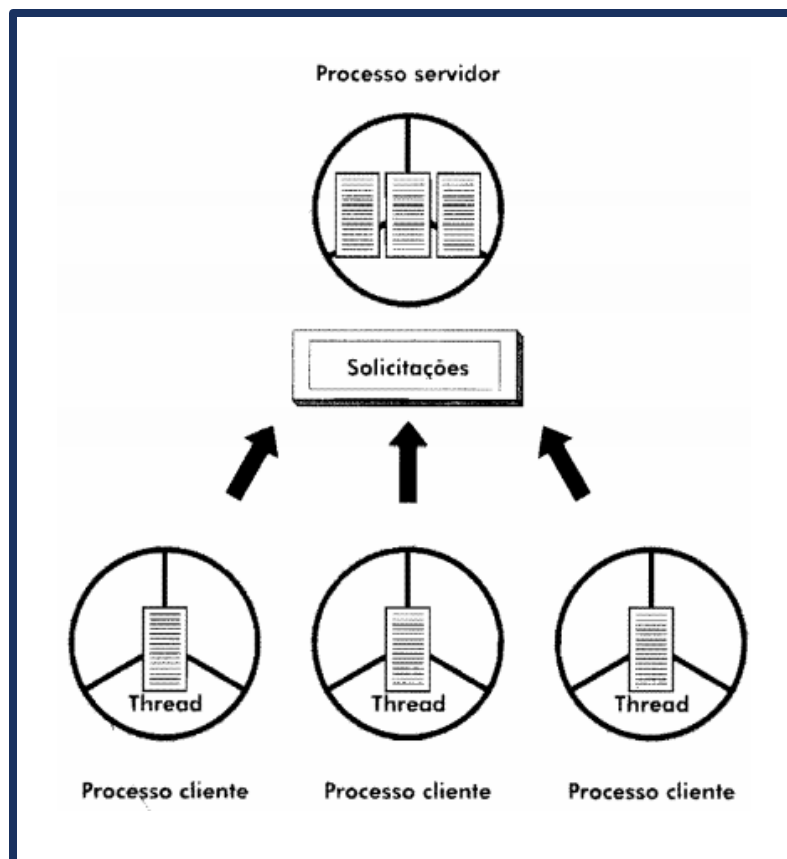 Processo servidor
Solicitações
Thread
Thread
Thread
Processo cliente
Processo cliente
Processo cliente